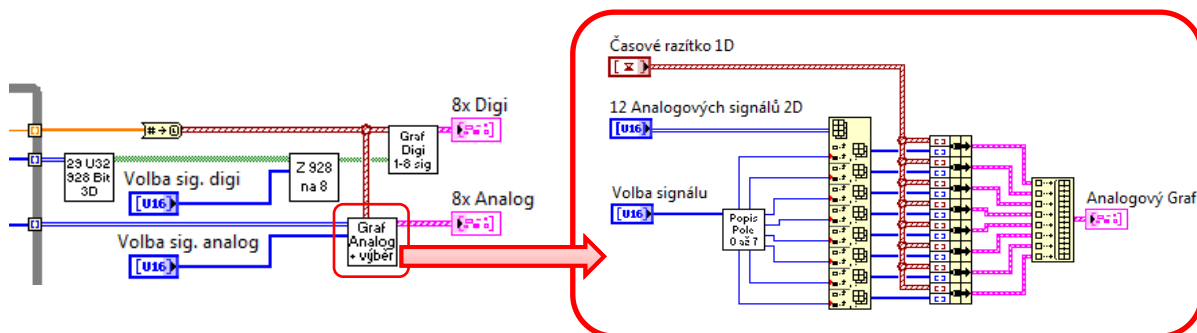 8x Digi
# → 
29 U32
928 Bit
3D
Z 928
na 8
Graf
Digi
1-8 sig
Volba sig. digi
[U16]
8x Analog
Volba sig. analog
[U16]
Graf
Analog
+ výběr
Časové razítko 1D
12 Analogových signálů 2D
[U16]
Volba signálu
[U16]
Popis
Pole
0 až 7
Analogový Graf